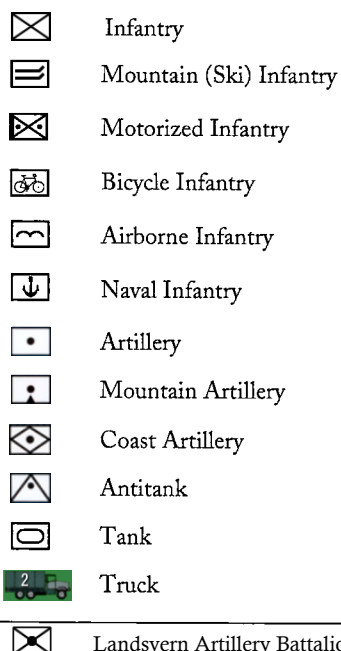 Infantry
Mountain (Ski) Infantry
Motorized Infantry
Bicycle Infantry
Airborne Infantry
Naval Infantry
Artillery
Mountain Artillery
Coast Artillery
Antitank
Tank
2 Truck
Landsvern Artillery